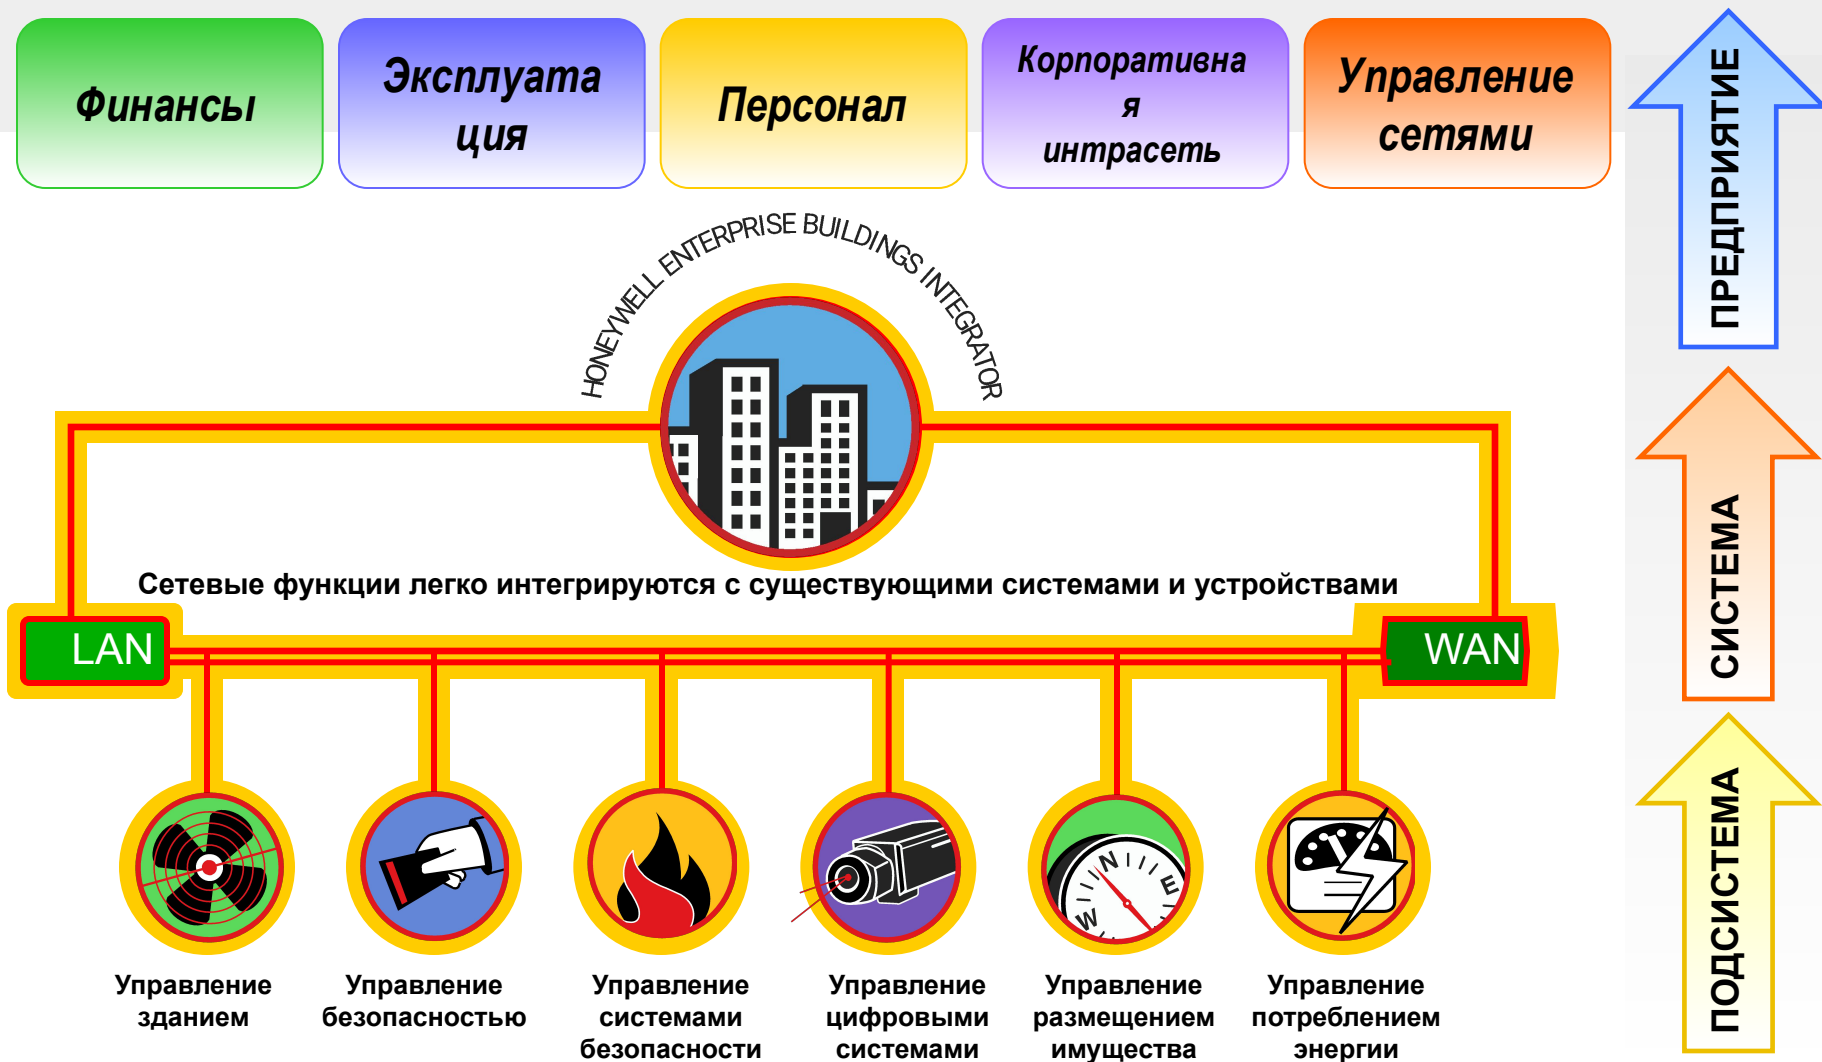 Финансы
Эксплуата
ция
Персонал
Корпоративна
я
интрасеть
Управление
сетями
ПРЕДПРИЯТИЕ
HONEYWELL ENTERPRISE BUILDINGS INTEGRATOR
СИСТЕМА
Сетевые функции легко интегрируются с существующими системами и устройствами
LAN
WAN
ПОДСИСТЕМА
N
E
W
Управление
зданием
Управление
безопасностью
Управление
системами
безопасности
Управление
цифровыми
системами
Управление
размещением
имущества
Управление
потреблением
энергии